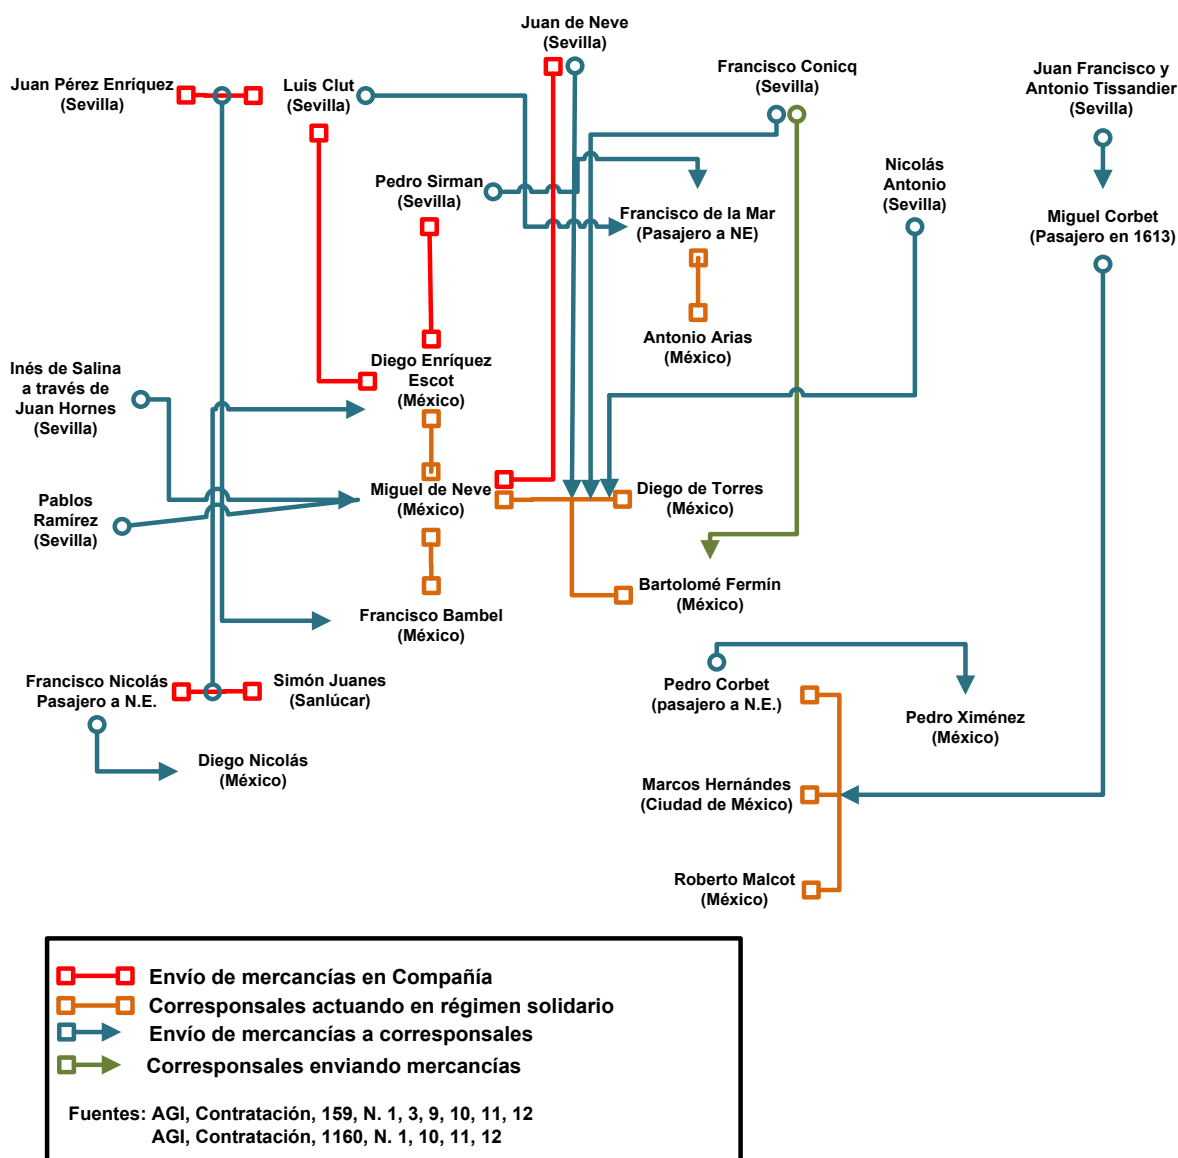 Juan de Neve
(Sevilla)
Juan Pérez Enríquez
(Sevilla)
Luis Clut
(Sevilla)
Francisco Conicq
(Sevilla)
Juan Francisco y
Antonio Tissandier
(Sevilla)
Pedro Sirman
(Sevilla)
Nicolás
Antonio
(Sevilla)
Francisco de la Mar
(Pasajero a NE)
Miguel Corbet
(Pasajero en 1613)
Antonio Arias
(México)
Diego Enríquez
Escot
(México)
Inés de Salina
a través de
Juan Hornes
(Sevilla)
Miguel de Neve
(México)
Diego de Torres
(México)
Pablos
Ramírez
(Sevilla)
Bartolomé Fermín
(México)
Francisco Bambel
(México)
Francisco Nicolás
Pasajero a N.E.
Simón Juanes
(Sanlúcar)
Pedro Corbet
(pasajero a N.E.)
Pedro Ximénez
(México)
Diego Nicolás
(México)
Marcos Hernándes
(Ciudad de México)
Roberto Malcot
(México)
Envío de mercancías en Compañía
Corresponsales actuando en régimen solidario
Envío de mercancías a corresponsales
Corresponsales enviando mercancías
Fuentes: AGI, Contratación, 159, N. 1, 3, 9, 10, 11, 12
AGI, Contratación, 1160, N. 1, 10, 11, 12